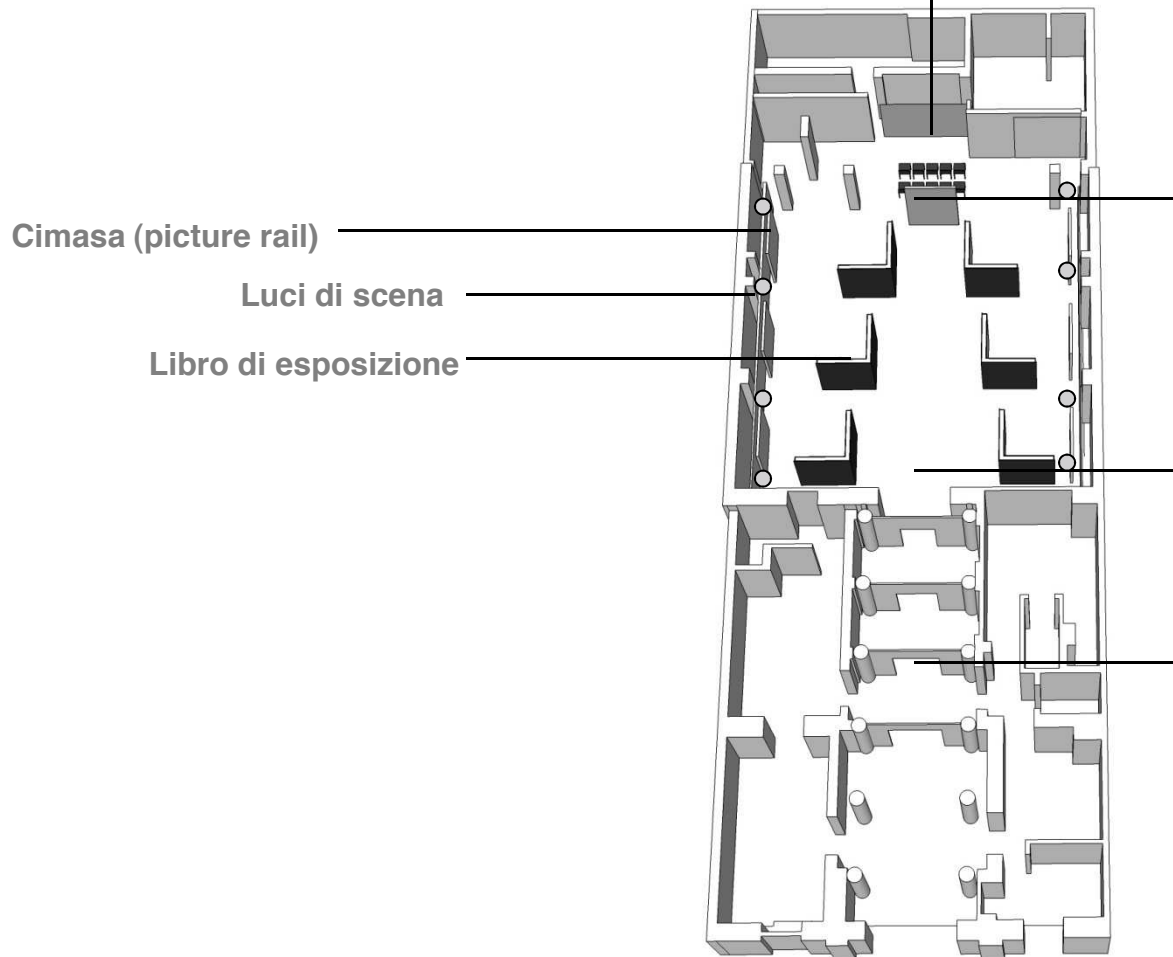 Cimasa (picture rail)
Luci di scena
Libro di esposizione